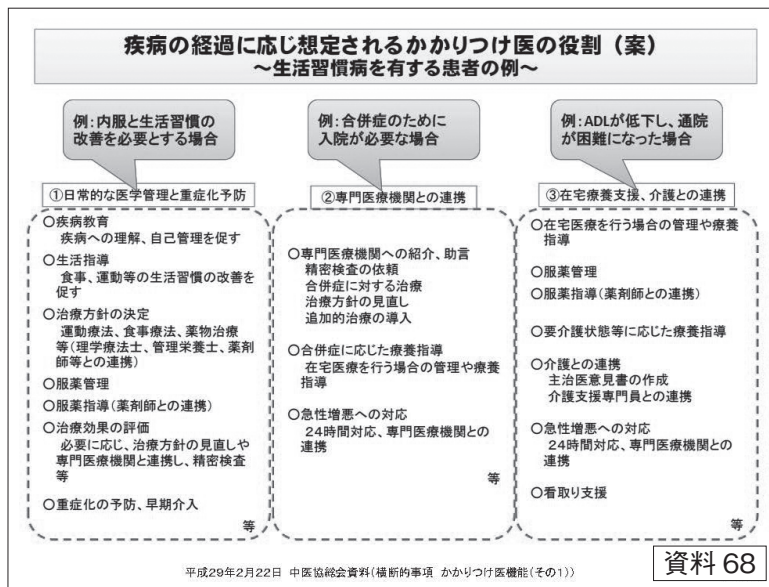 疾病の経過に応じ想定されるかかりつけ医の役割（案）
～生活習慣病を有する患者の例～
例：内服と生活習慣の
改善を必要とする場合
①日常的な医学管理と重症化予防
○疾病教育
疾病への理解、自己管理を促す
○生活指導
食事、運動等の生活習慣の改善を
促す
○治療方針の決定
運動療法、食事療法、薬物治療
等（理学療法士、管理栄養士、薬剤
師等との連携）
○服薬管理
○服薬指導（薬剤師との連携）
○治療効果の評価
必要に応じ、治療方針の見直しや
専門医療機関と連携し、精密検査
等
○重症化の予防、早期介入
等
例：合併症のために
入院が必要な場合
②専門医療機関との連携
○専門医療機関への紹介、助言
精密検査の依頼
合併症に対する治療
治療方針の見直し
追加的治療の導入
○合併症に応じた療養指導
在宅医療を行う場合の管理や療養
指導
○急性増悪への対応
24時間対応、専門医療機関との
連携
等
例：ADLが低下し、通院
が困難になった場合
③在宅療養支援、介護との連携
○在宅医療を行う場合の管理や療養
指導
○服薬管理
○服薬指導（薬剤師との連携）
○要介護状態等に応じた療養指導
○介護との連携
主治医意見書の作成
介護支援専門員との連携
○急性増悪への対応
24時間対応、専門医療機関との
連携
○看取り支援
等
平成29年2月22日 中医協総会資料（横断的事項 かかりつけ医機能（その1））
資料 68